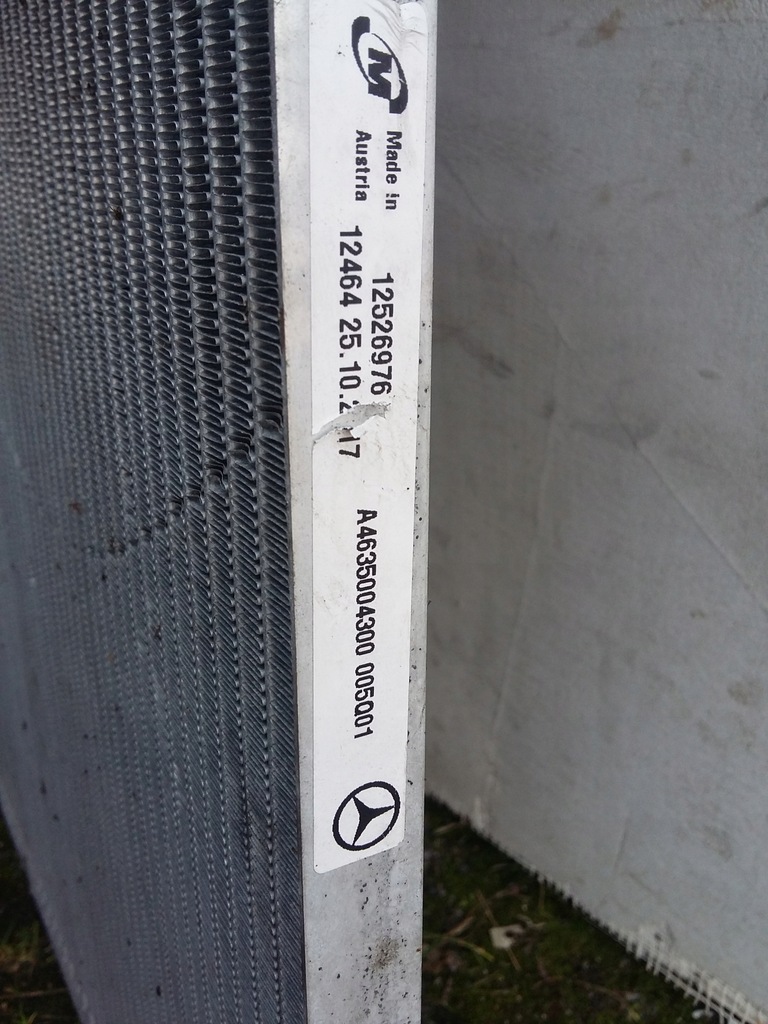 M
Made in
Austria
12526976
12464 25.10.2 17
A4635004300 005Q01